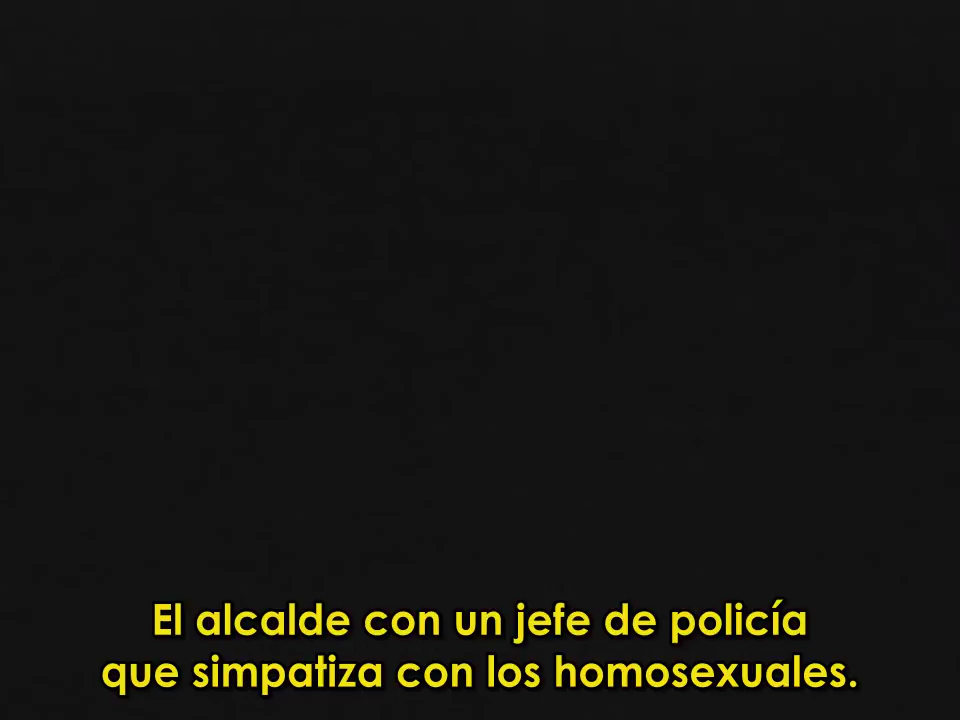 El alcalde con un jefe de policía
que simpatiza con los homosexuales.